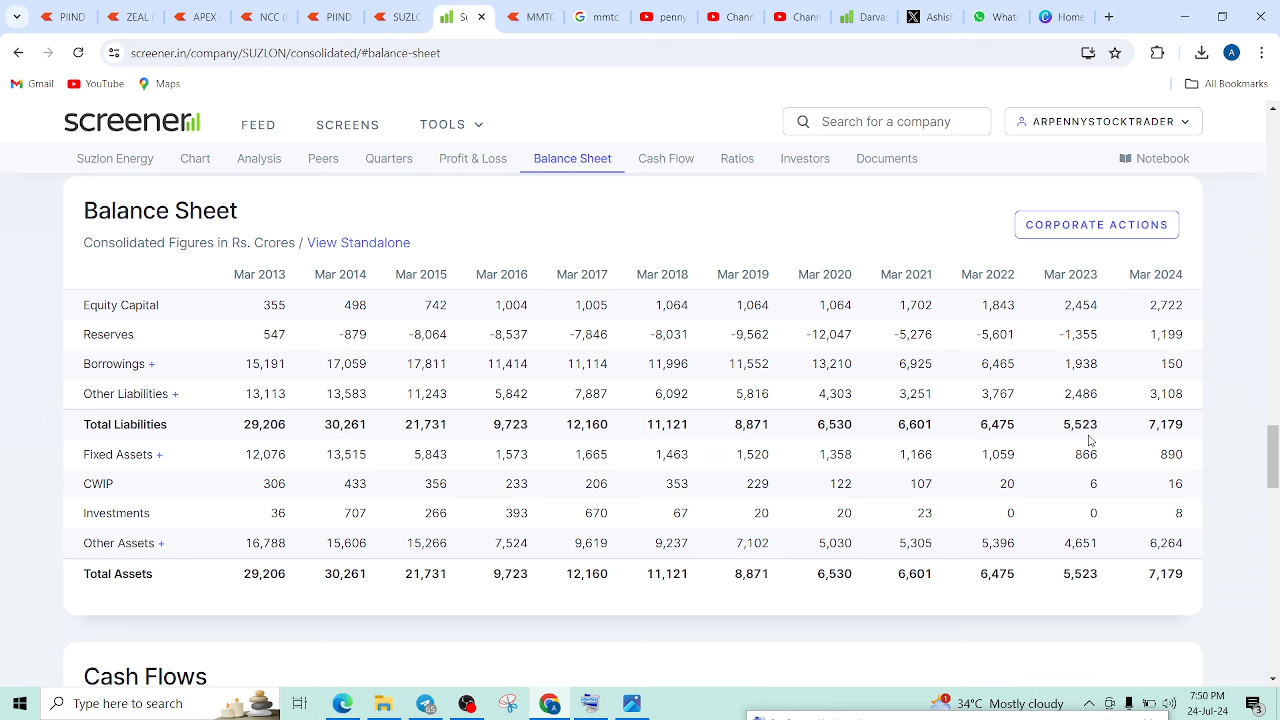 FIND
ZEAL
NOCI
PIND
SUZL
Sc
BMTC
mmtc
Chan
Chan
Darva
Ashis
What
C Dashb
screener.in/company/SUZLON/consolidated/#balance-sheet
A
Gmail YouTube Maps All Bookmarks
screener FEED SCREENS TOOLS Search for a company ARPENNYSTOCKTRADER
Suzlon Energy Chart Analysis Peers Quarters Profit & Loss Balance Sheet Cash Flow Ratios Investors Documents Notebook
Balance Sheet
CORPORATE ACTIONS
Consolidated Figures in Rs. Crores / View Standalone
Mar 2013 Mar 2014 Mar 2015 Mar 2016 Mar 2017 Mar 2018 Mar 2019 Mar 2020 Mar 2021 Mar 2022 Mar 2023 Mar 2024
Equity Capital 355 498 742 1,004 1,005 1,064 1,064 1,064 1,702 1,843 2,454 2,722
Reserves 547 -879 -8,064 -8,537 -7,846 -8,031 -9,562 -12,047 -5,276 -5,601 -1,355 1,199
Borrowings + 15,191 17,059 17,811 11,414 11,114 11,996 11,552 13,210 6,925 6,465 1,938 150
Other Liabilities + 13,113 13,583 11,243 5,842 7,887 6,092 5,816 4,303 3,251 3,767 2,486 3,108
Total Liabilities 29,206 30,261 21,731 9,723 12,160 11,121 8,871 6,530 6,601 6,475 5,523 7,179
Fixed Assets + 12,076 13,515 5,843 1,573 1,665 1,463 1,520 1,358 1,166 1,059 866 890
CWIP 306 433 356 233 206 353 229 122 107 20 6 16
Investments 36 707 266 393 670 67 20 20 23 0 0 8
Other Assets + 16,788 15,606 15,266 7,524 9,619 9,237 7,102 5,030 5,305 5,396 4,651 6,264
Total Assets 29,206 30,261 21,731 9,723 12,160 11,121 8,871 6,530 6,601 6,475 5,523 7,179
Cash Flows
Type here to search
34°C Mostly cloudy
7:50 PM
24-Jul-24
3